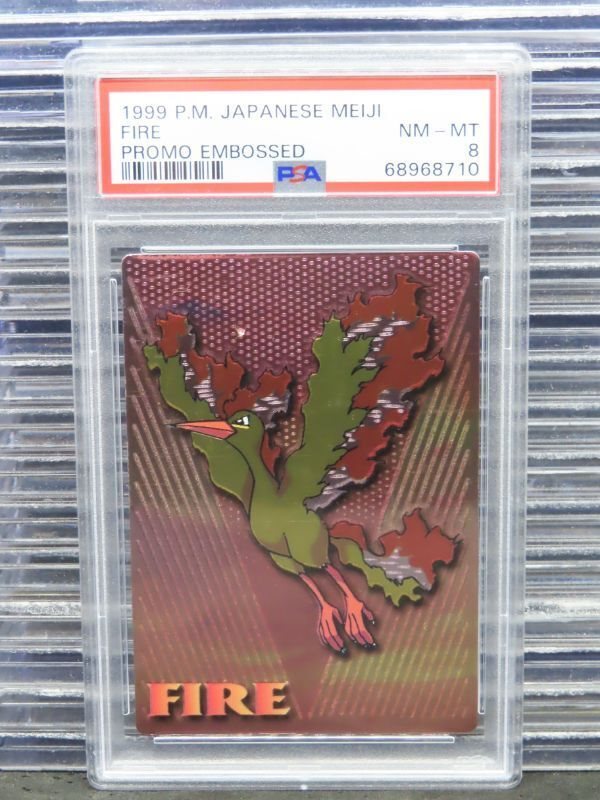 1999 P.M. JAPANESE MEIJI
FIRE NM - MT
PROMO EMBOSSED 8
PSA 68968710
FIRE